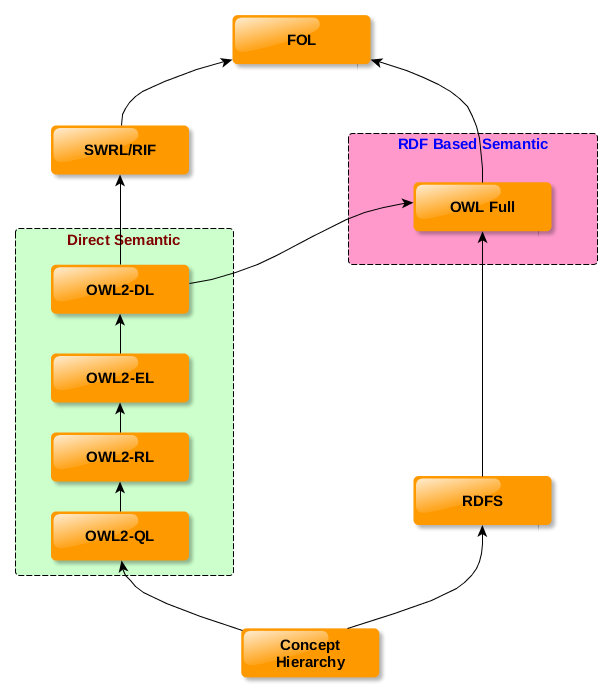 FOL
SWRL/RIF
RDF Based Semantic
OWL Full
Direct Semantic
OWL2-DL
OWL2-EL
OWL2-RL
OWL2-QL
RDFS
Concept
Hierarchy